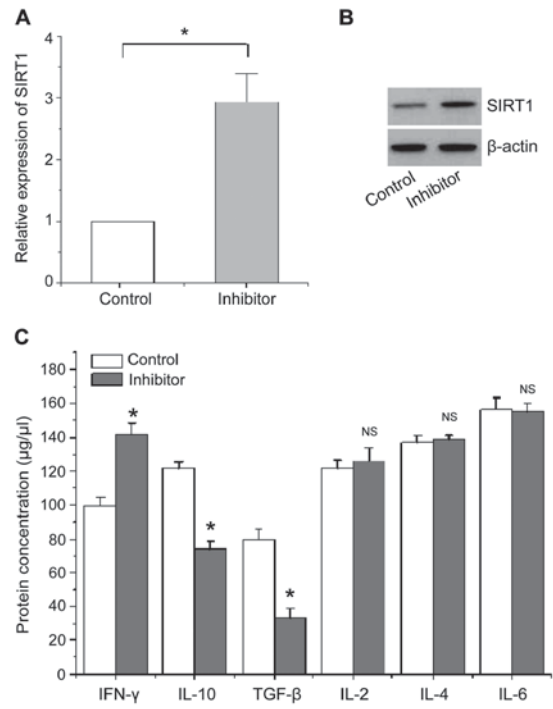 A
*
Relative expression of SIRT1
4
3
2
1
0
Control
Inhibitor
B
SIRT1
β-actin
Control
Inhibitor
C
Control
Inhibitor
Protein concentration (μg/μl)
180
160
140
120
100
80
60
40
20
0
*
*
*
NS
NS
NS
IFN-γ
IL-10
TGF-β
IL-2
IL-4
IL-6